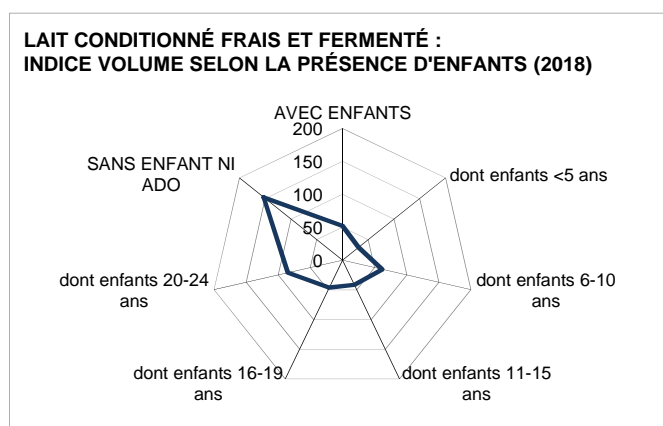 LAIT CONDITIONNÉ FRAIS ET FERMENTÉ :
INDICE VOLUME SELON LA PRÉSENCE D'ENFANTS (2018)
AVEC ENFANTS
200
150
100
50
0
dont enfants <5 ans
dont enfants 6-10
ans
dont enfants 11-15
ans
dont enfants 16-19
ans
dont enfants 20-24
ans
SANS ENFANT NI
ADO